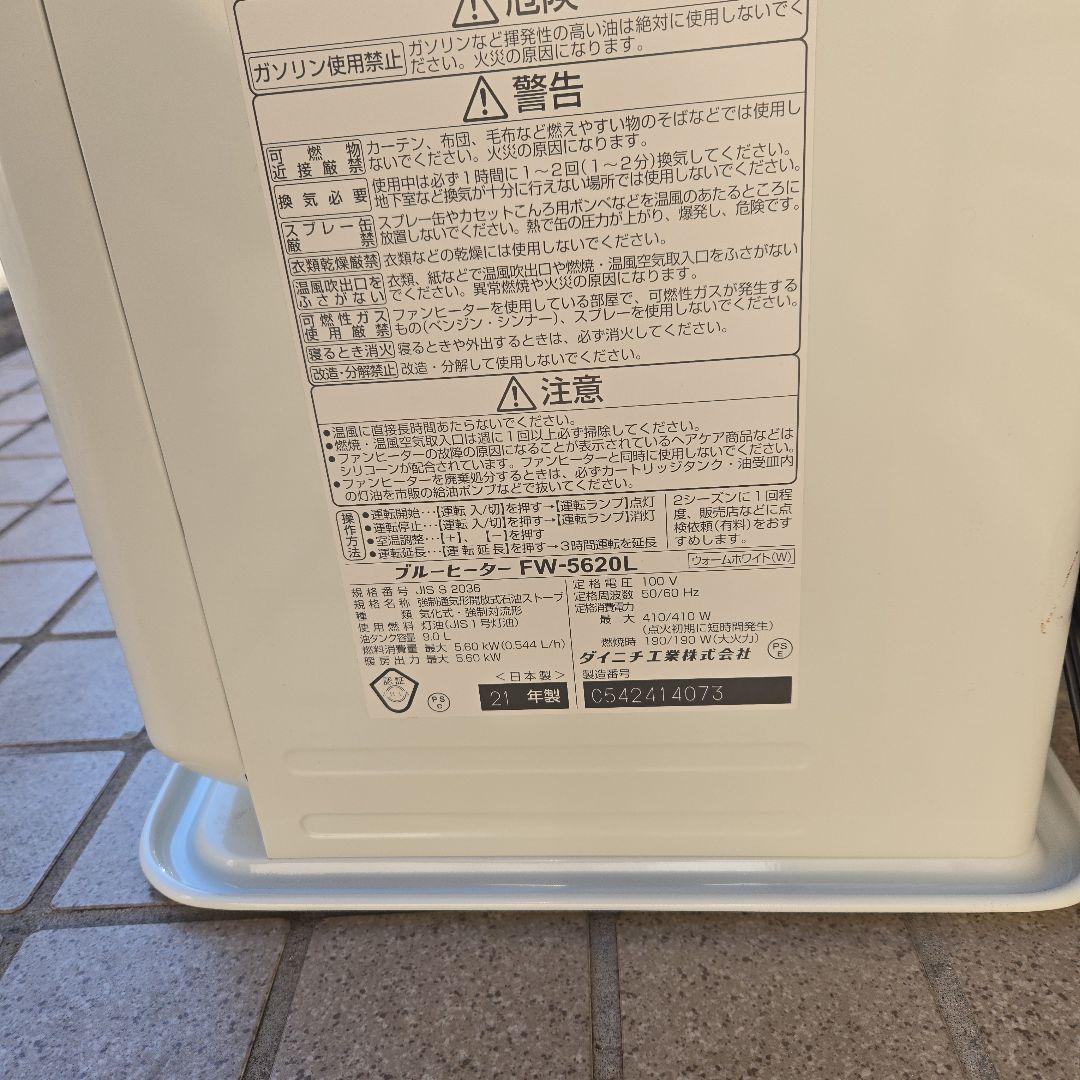 危険
ガソリン使用禁止
ガソリンなど揮発性の高い油は絶対に使用しないでく
ださい。火災の原因になります。
警告
可燃物
近接厳禁
カーテン、布団、毛布など燃えやすい物のそばなどでは使用し
ないでください。火災の原因になります。
換気必要
使用中は必ず1時間に1～2回(1～2分)換気してください。
地下室など換気が十分に行えない場所では使用しないでください。
スプレー缶
厳禁
スプレー缶やカセットこんろ用ボンベなどを温風のあたるところに
放置しないでください。熱で缶の圧力が上がり、爆発し、危険です。
衣類乾燥厳禁
衣類などの乾燥には使用しないでください。
温風吹出口を
ふさがない
衣類、紙などで温風吹出口や燃焼・温風空気取入口をふさがない
でください。異常燃焼や火災の原因になります。
可燃性ガス
使用厳禁
ファンヒーターを使用している部屋で、可燃性ガスが発生する
もの(ベンジン・シンナー)、スプレーを使用しないでください。
寝るとき消火
寝るときや外出するときは、必ず消火してください。
改造・分解禁止
改造・分解して使用しないでください。
注意
●温風に直接長時間あたらないでください。
●燃焼・温風空気取入口は週に1回以上必ず掃除してください。
●ファンヒーターの故障の原因になることが表示されているヘアケア商品などは
シリコーンが配合されています。ファンヒーターと同時に使用しないでください。
●ファンヒーターを廃棄処分するときは、必ずカートリッジタンク・油受皿内
の灯油を市販の給油ポンプなどで抜いてください。
操作方法
●運転開始…【運転 入/切】を押す→【運転ランプ】点灯
●運転停止…【運転 入/切】を押す→【運転ランプ】消灯
●室温調整…【+】、【−】を押す
●運転延長…【運転延長】を押す→3時間運転を延長
2シーズンに1回程
度、販売店などに点
検依頼(有料)をおす
すめします。
ブルーヒーター FW-5620L
ウォームホワイト(W)
規格番号 JIS S 2036
規格名称 強制通気形開放式石油ストーブ
種類 気化式・強制対流形
使用燃料 灯油(JIS1号灯油)
油タンク容量 9.0 L
燃料消費量 最大 5.60 kW(0.544 L/h)
暖房出力 最大 5.60 kW
定格電圧 100 V
定格周波数 50/60 Hz
定格消費電力
最大 410/410 W
(点火初期に短時間発生)
燃焼時 190/190 W(大火力)
ダイニチ工業株式会社
PS
E
認証
PS
C
<日本製>
21 年製
製造番号
C542414073